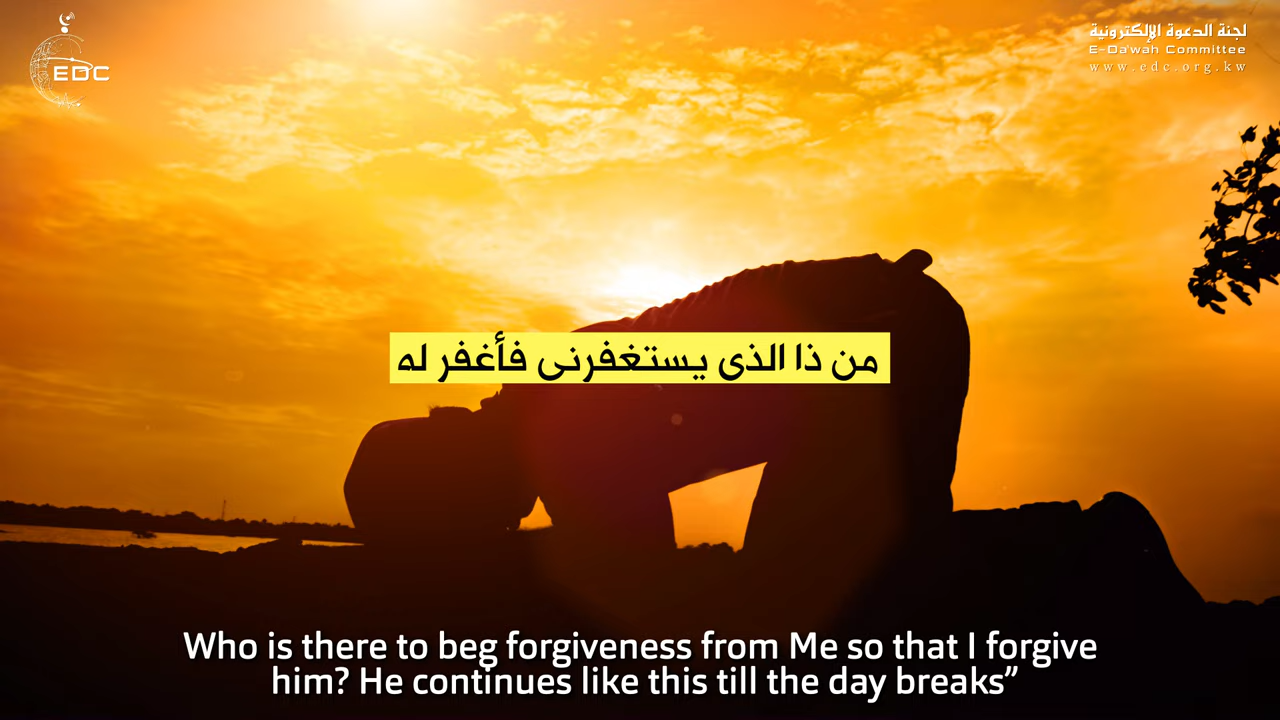 EDC
لجنة الدعوة الإلكترونية
E-Da'wah Committee
www.edc.org.kw
من ذا الذى يستغفرنى فأغفر له
Who is there to beg forgiveness from Me so that I forgive
him? He continues like this till the day breaks”